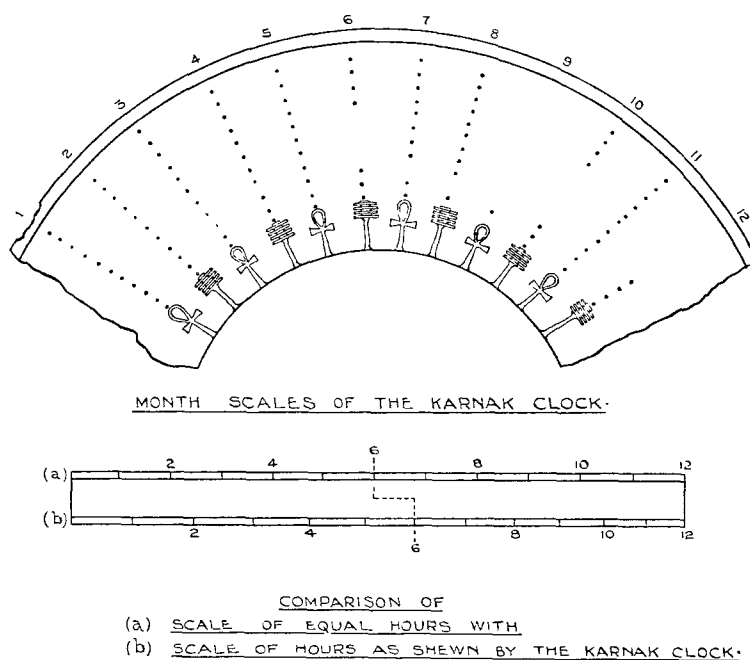 1 2 3 4 5 6 7 8 9 10 11 12
MONTH SCALES OF THE KARNAK CLOCK.
6
(a) 2 4 8 10 12
(b) 2 4 8 10 12
6
COMPARISON OF
(a) SCALE OF EQUAL HOURS WITH
(b) SCALE OF HOURS AS SHEWN BY THE KARNAK CLOCK.